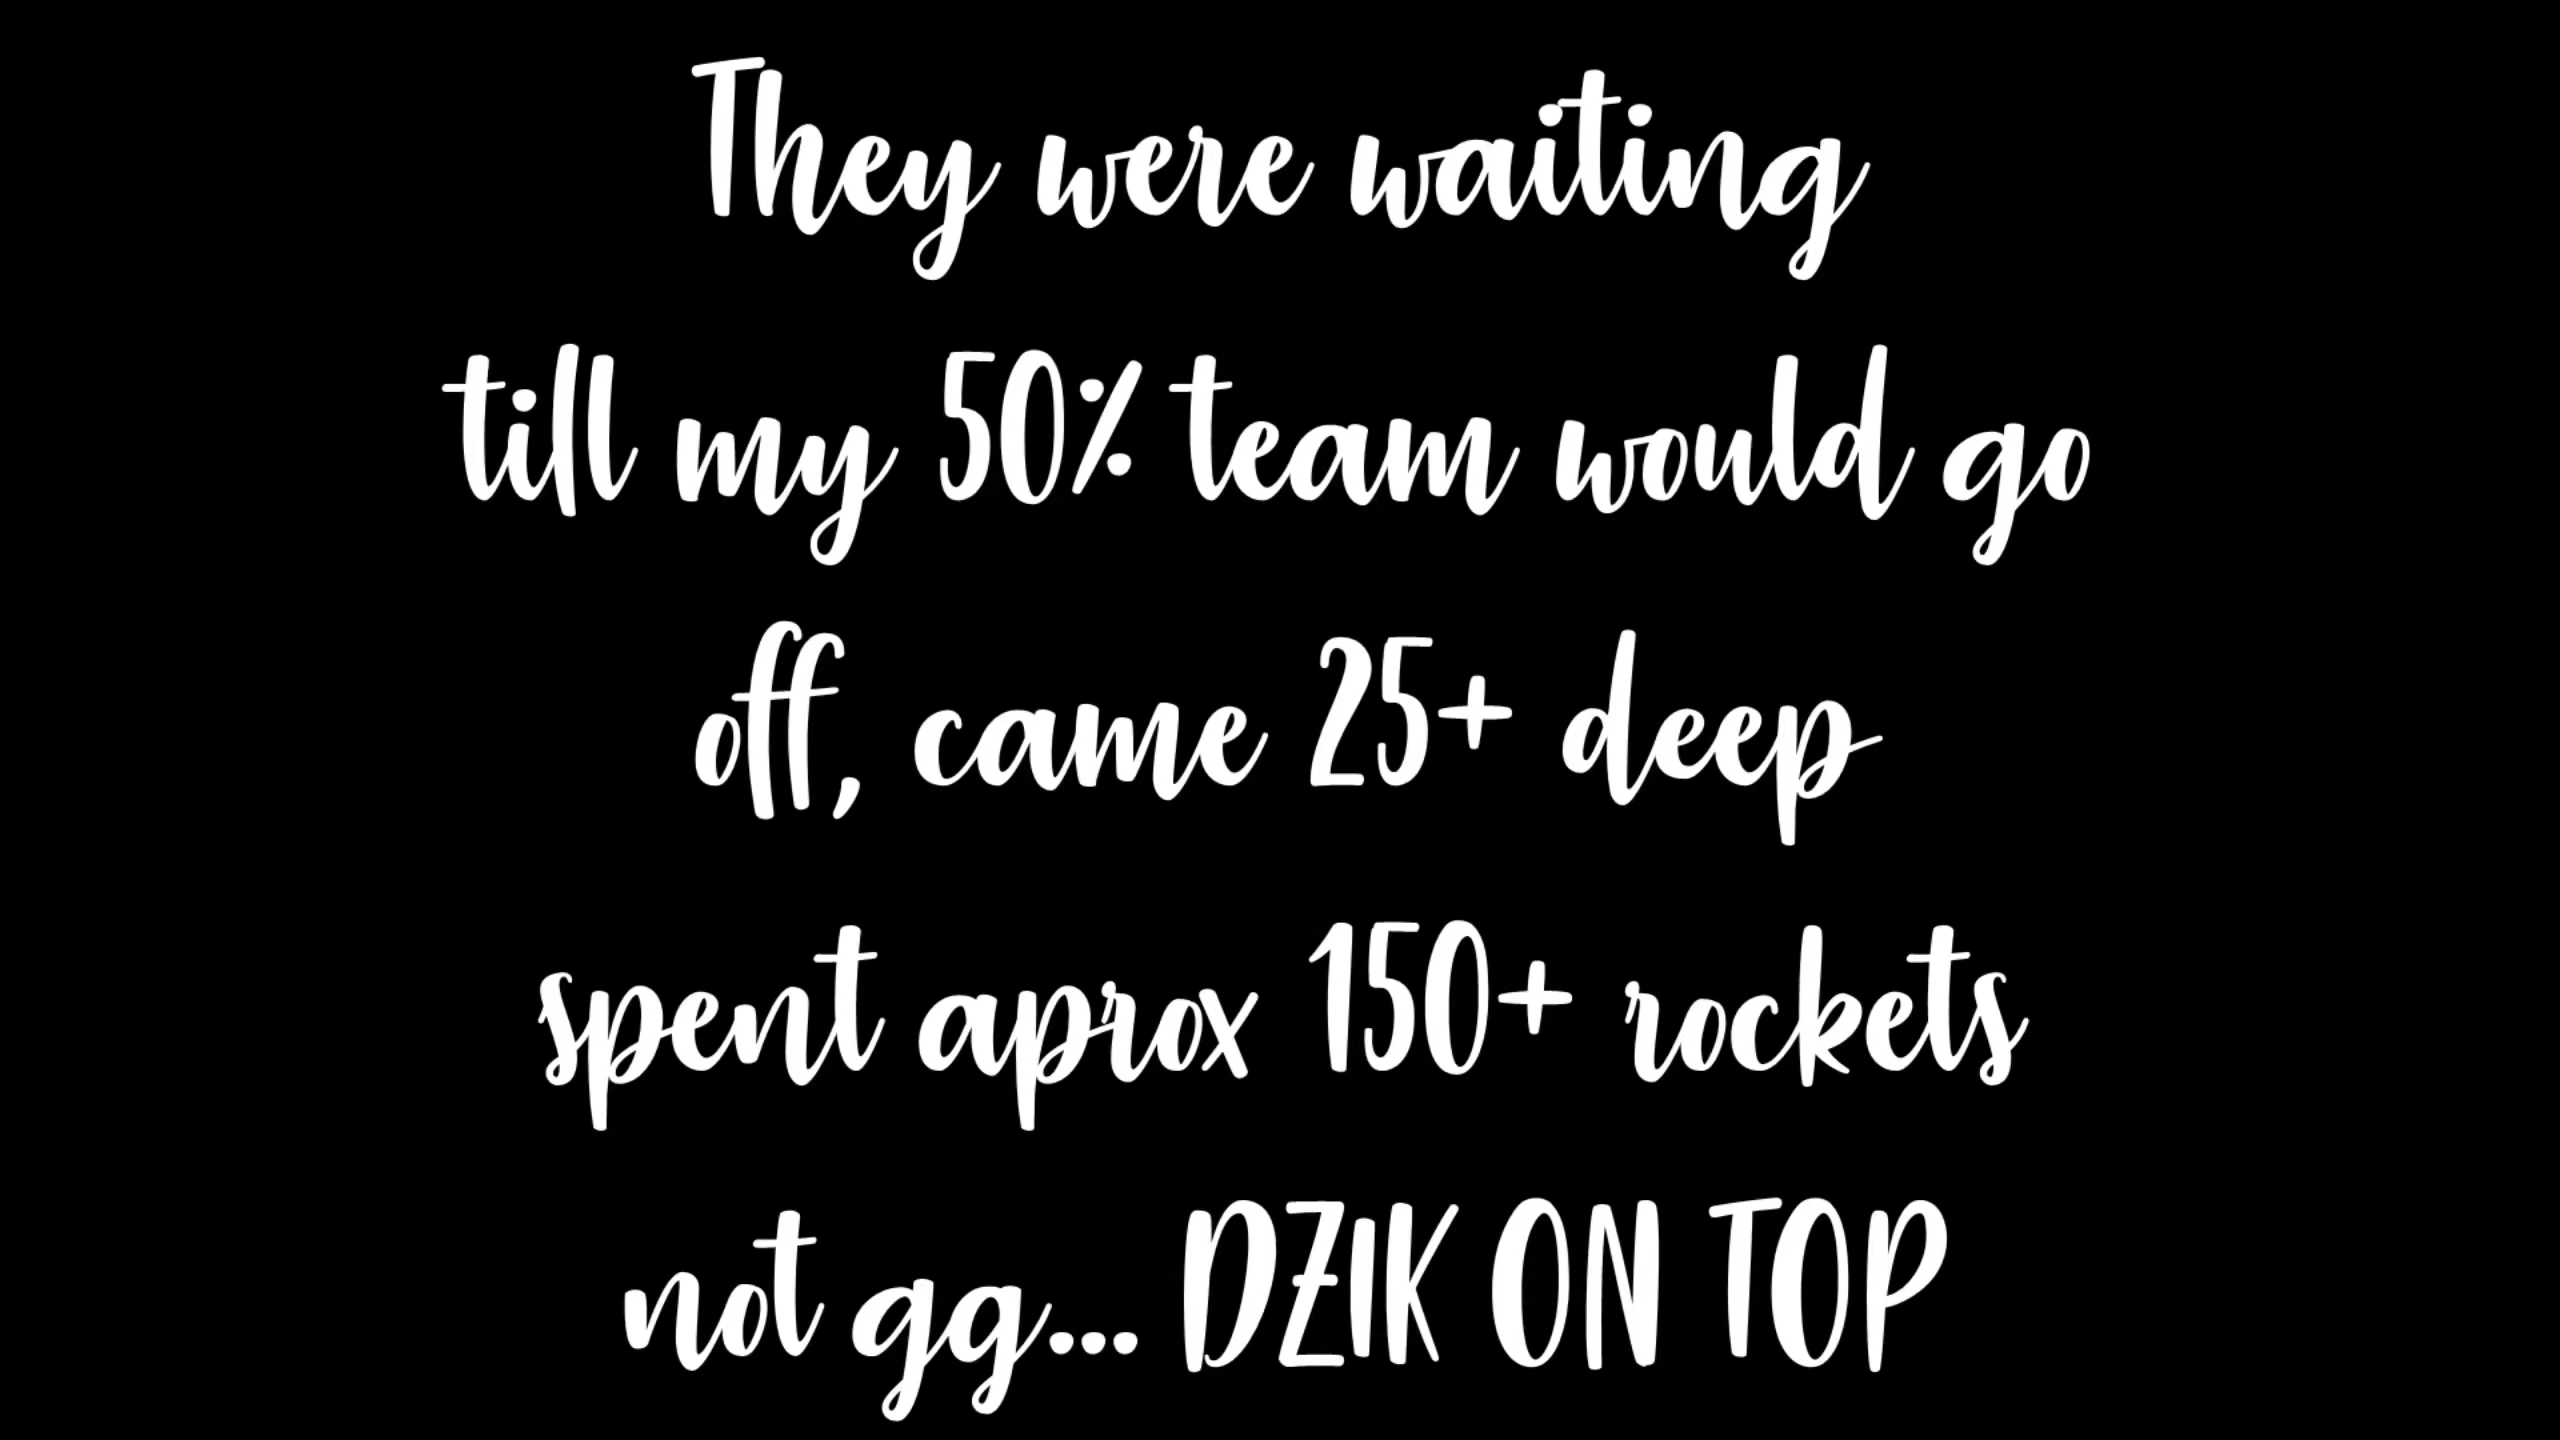 They were waiting
till my 50% team would go
off, came 25+ deep
spent aprox 150+ rockets
not gg... DZIK ON TOP